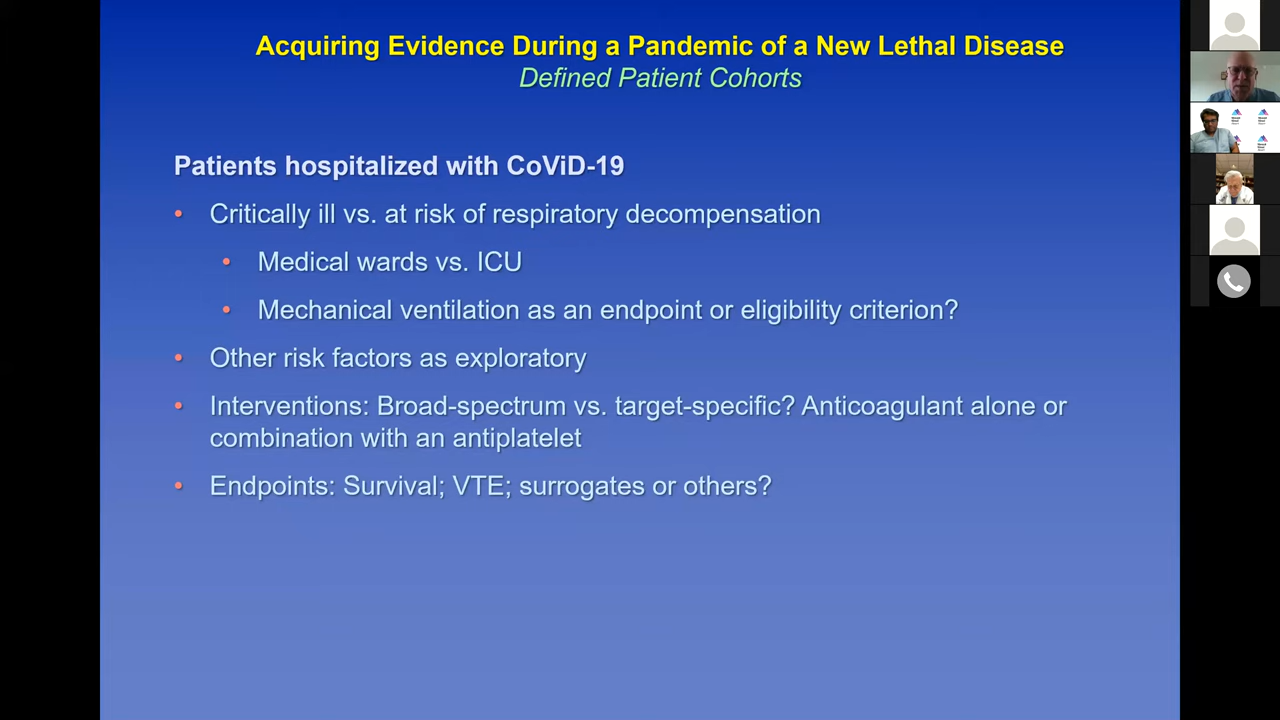 Acquiring Evidence During a Pandemic of a New Lethal Disease
Defined Patient Cohorts
Patients hospitalized with CoViD-19
• Critically ill vs. at risk of respiratory decompensation
• Medical wards vs. ICU
• Mechanical ventilation as an endpoint or eligibility criterion?
• Other risk factors as exploratory
• Interventions: Broad-spectrum vs. target-specific? Anticoagulant alone or
combination with an antiplatelet
• Endpoints: Survival; VTE; surrogates or others?